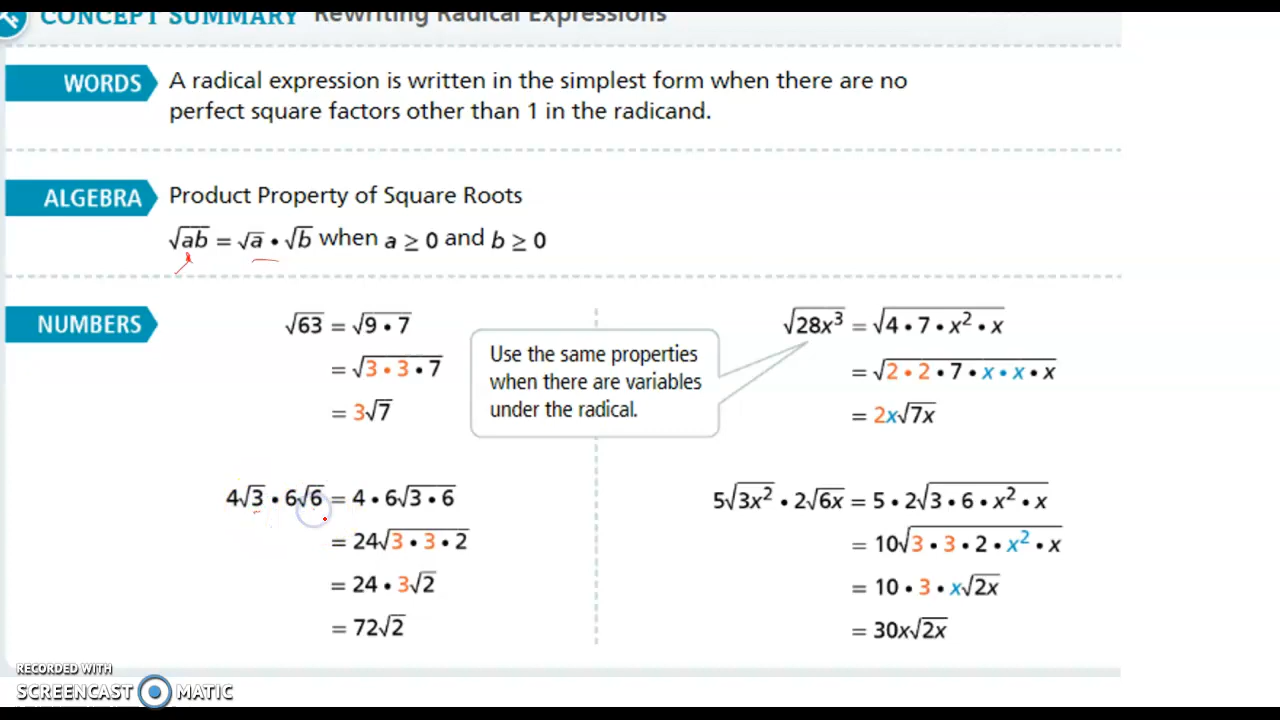 CONCEPT SUMMARY Rewriting Radical Expressions
WORDS A radical expression is written in the simplest form when there are no
perfect square factors other than 1 in the radicand.
ALGEBRA Product Property of Square Roots
√ab = √a • √b when a ≥ 0 and b ≥ 0
NUMBERS
√63 = √9 • 7
= √3 • 3 • 7
= 3√7
Use the same properties
when there are variables
under the radical.
√28x³ = √4 • 7 • x² • x
= √2 • 2 • 7 • x • x • x
= 2x√7x
4√3 • 6√6 = 4 • 6√3 • 6
= 24√3 • 3 • 2
= 24 • 3√2
= 72√2
5√3x² • 2√6x = 5 • 2√3 • 6 • x² • x
= 10√3 • 3 • 2 • x² • x
= 10 • 3 • x√2x
= 30x√2x
RECORDED WITH
SCREENCAST MATIC